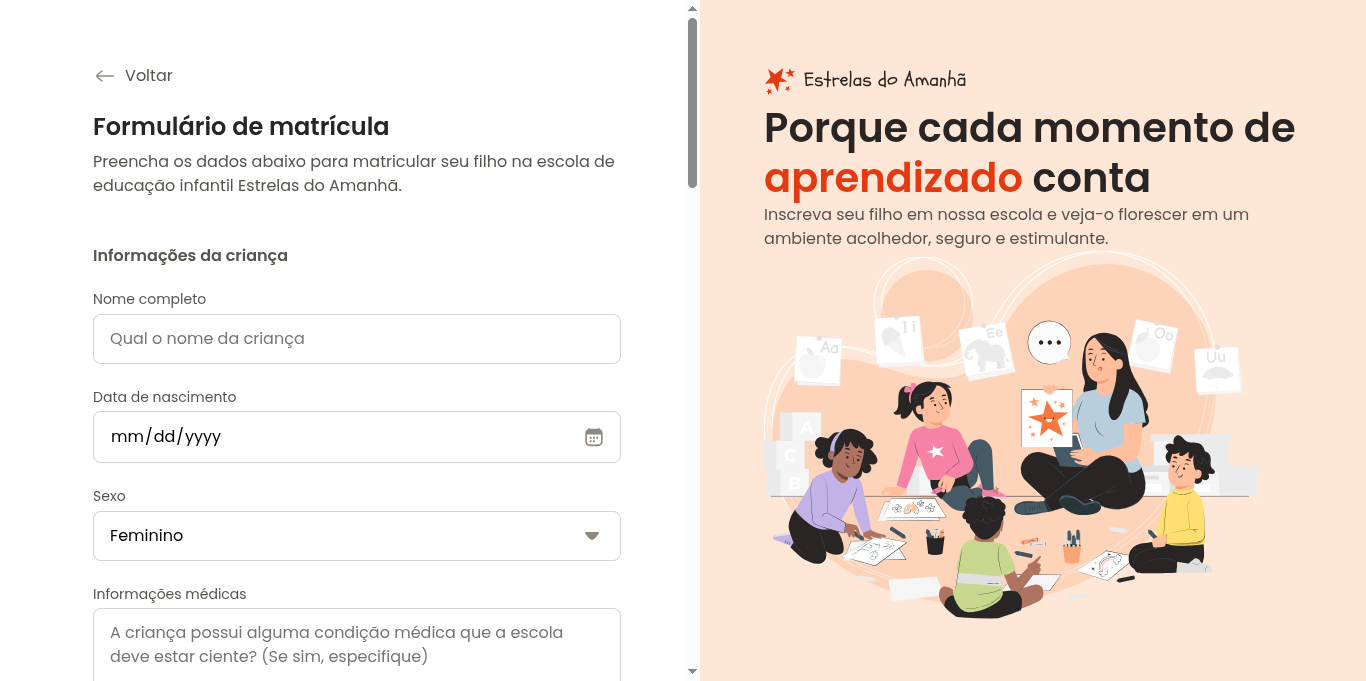 Voltar
Formulário de matrícula
Preencha os dados abaixo para matricular seu filho na escola de
educação infantil Estrelas do Amanhã.
Informações da criança
Nome completo
Qual o nome da criança
Data de nascimento
mm/dd/yyyy
Sexo
Feminino
Informações médicas
A criança possui alguma condição médica que a escola
deve estar ciente? (Se sim, especifique)
Estrelas do Amanhã
Porque cada momento de
aprendizado conta
Inscreva seu filho em nossa escola e veja-o florescer em um
ambiente acolhedor, seguro e estimulante.
Aa
Ii
Ee
Oo
Uu
A
C
B